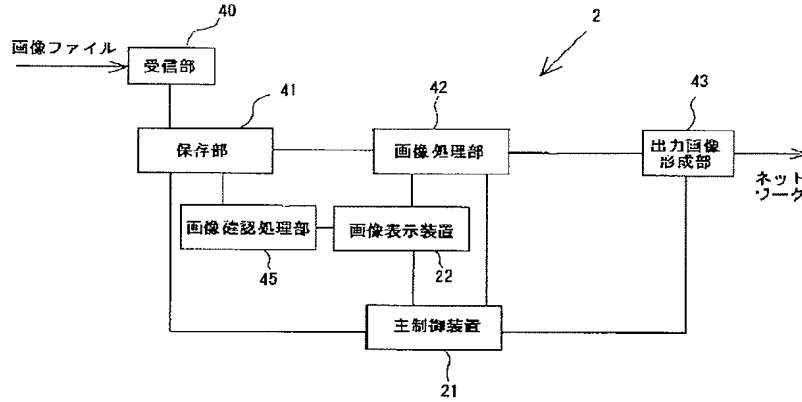 40
2
画像ファイル
受信部
41
42
43
保存部
画像処理部
出力画像
形成部
ネット
ワーク
画像確認処理部
画像表示装置
45
22
主制御装置
21